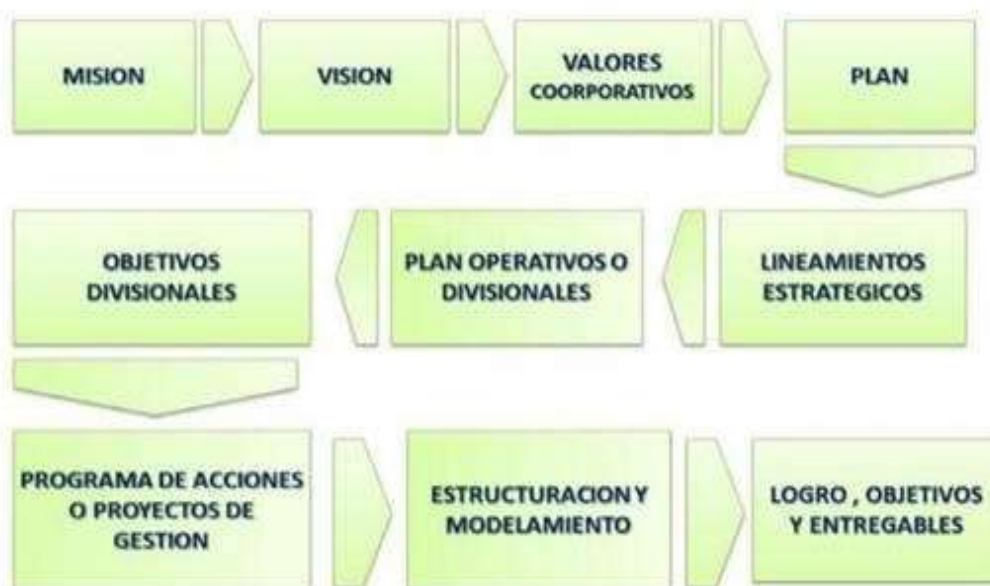 MISION
VISION
VALORES
COORPORATIVOS
PLAN
LINEAMIENTOS
ESTRATEGICOS
PLAN OPERATIVOS O
DIVISIONALES
OBJETIVOS
DIVISIONALES
PROGRAMA DE ACCIONES
O PROYECTOS DE
GESTION
ESTRUCTURACION Y
MODELAMIENTO
LOGRO , OBJETIVOS
Y ENTREGABLES